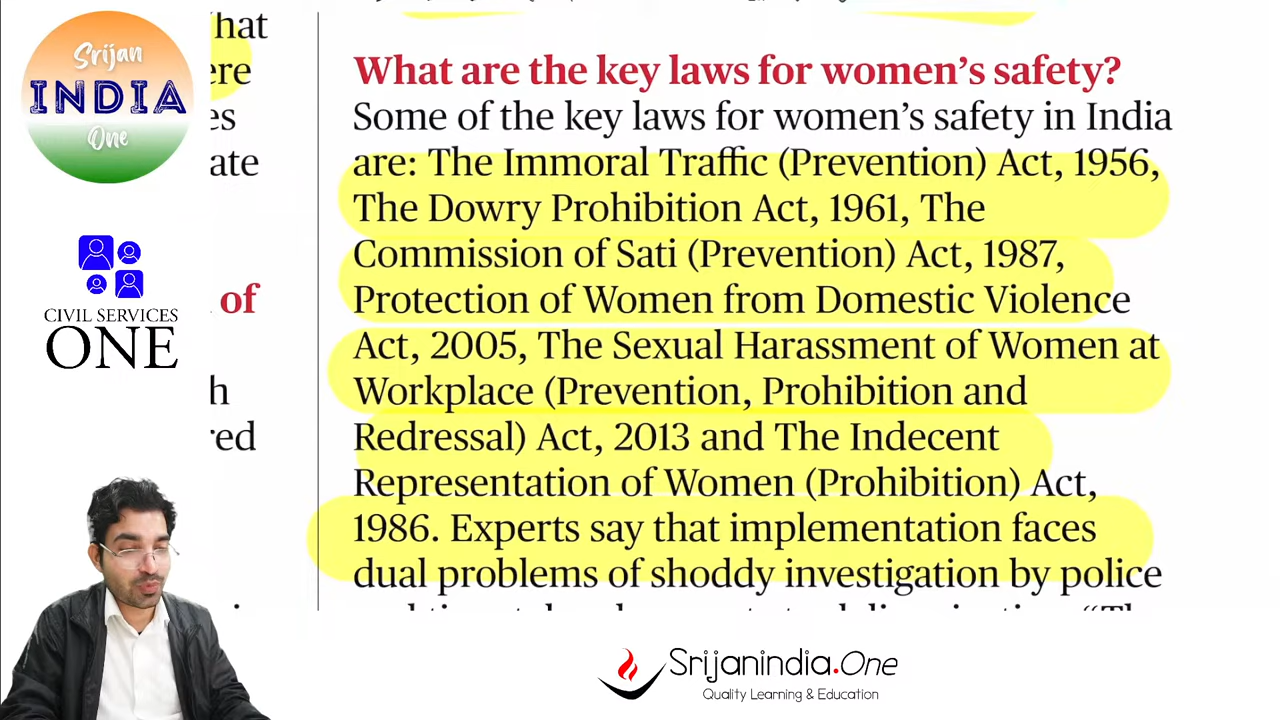 Srijan
INDIA
One
CIVIL SERVICES
ONE
hat
ere
es
ate
of
h
red
What are the key laws for women's safety?
Some of the key laws for women's safety in India
are: The Immoral Traffic (Prevention) Act, 1956,
The Dowry Prohibition Act, 1961, The
Commission of Sati (Prevention) Act, 1987,
Protection of Women from Domestic Violence
Act, 2005, The Sexual Harassment of Women at
Workplace (Prevention, Prohibition and
Redressal) Act, 2013 and The Indecent
Representation of Women (Prohibition) Act,
1986. Experts say that implementation faces
dual problems of shoddy investigation by police
Srijanindia.One
Quality Learning & Education